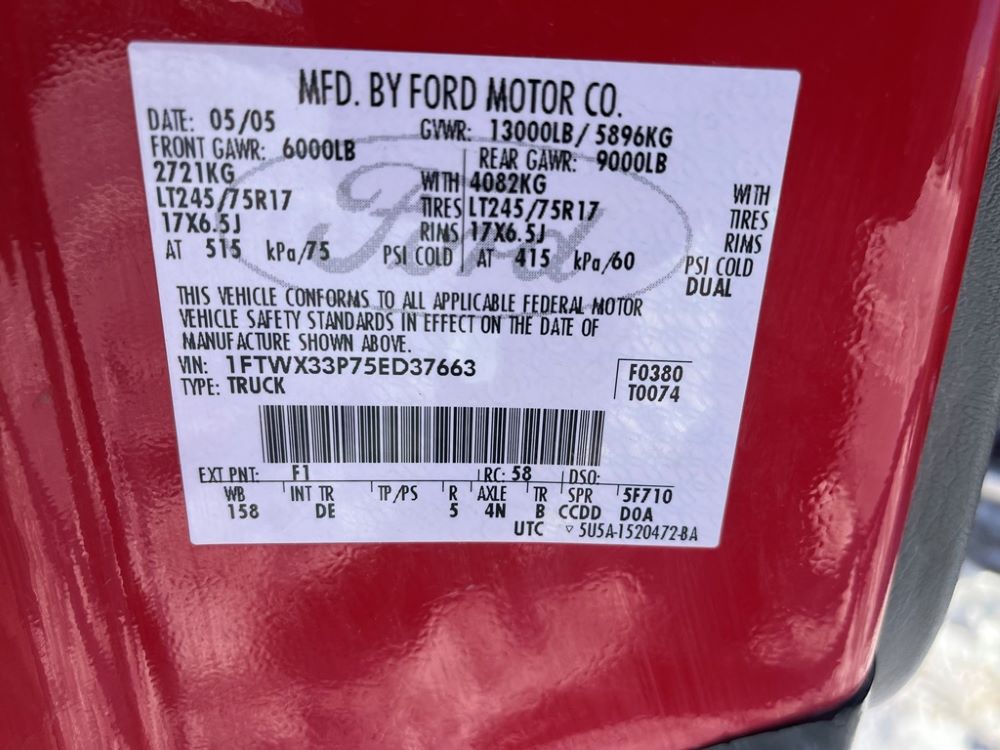 MFD. BY FORD MOTOR CO.
DATE: 05/05 GVWR: 13000LB/ 5896KG
FRONT GAWR: 6000LB REAR GAWR: 9000LB
2721KG WITH 4082KG WITH
LT245/75R17 TIRES LT245/75R17 TIRES
17X6.5J RIMS 17X6.5J RIMS
AT 515 kPa/75 PSI COLD AT 415 kPa/60 PSI COLD
DUAL
Ford
THIS VEHICLE CONFORMS TO ALL APPLICABLE FEDERAL MOTOR
VEHICLE SAFETY STANDARDS IN EFFECT ON THE DATE OF
MANUFACTURE SHOWN ABOVE.
VIN: 1FTWX33P75ED37663 F0380
TYPE: TRUCK T0074
EXT PNT: F1 RC: 58 DSO:
WB INT TR TP/PS R AXLE TR SPR 5F710
158 DE 5 4N B CCDD D0A
UTC ▽ 5U5A-1520472-BA